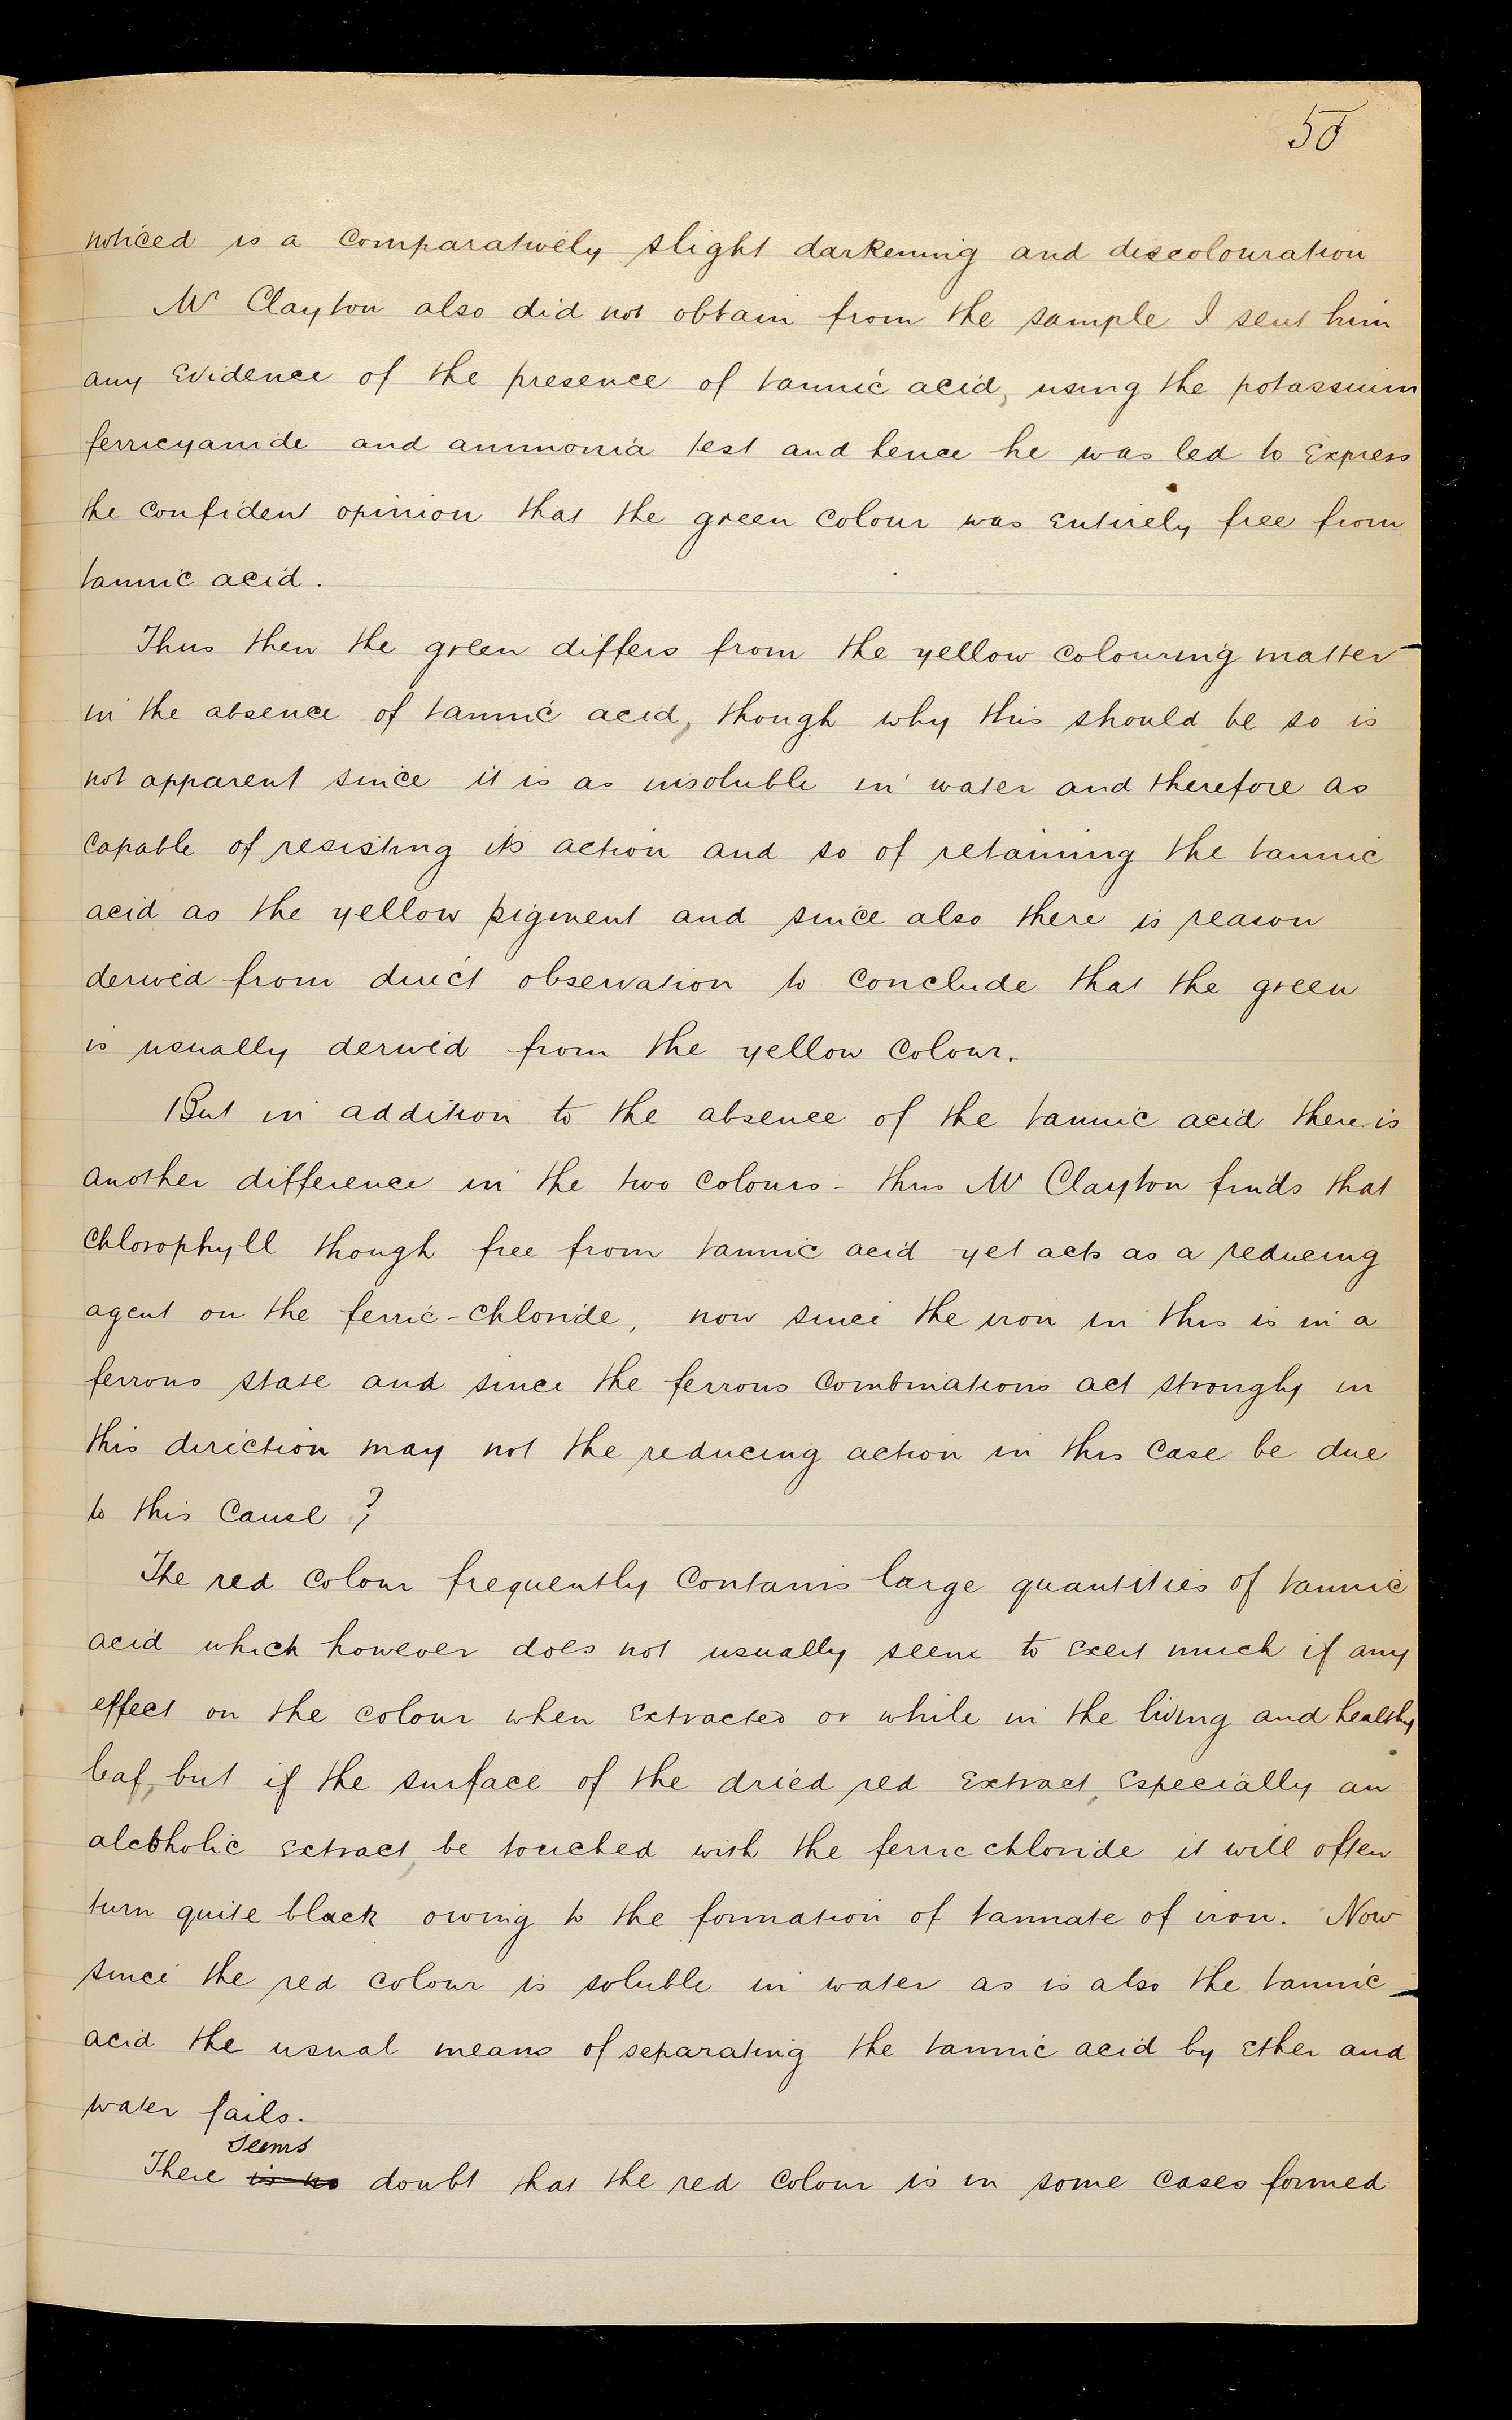 50
noticed is a comparatively slight darkening and discolouration
Mr Clayton also did not obtain from the sample I sent him
any evidence of the presence of tannic acid, using the potassium
ferricyanide and ammonia test and hence he was led to express
the confident opinion that the green colour was entirely free from
tannic acid.
Thus then the green differs from the yellow colouring matter
in the absence of tannic acid, though why this should be so is
not apparent since it is as insoluble in water and therefore as
capable of resisting its action and so of retaining the tannic
acid as the yellow pigment and since also there is reason
derived from direct observation to conclude that the green
is usually derived from the yellow colour.
But in addition to the absence of the tannic acid there is
another difference in the two colours - thus Mr Clayton finds that
chlorophyll though free from tannic acid yet acts as a reducing
agent on the ferric-chloride, now since the iron in this is in a
ferrous state and since the ferrous combinations act strongly in
this direction may not the reducing action in this case be due
to this cause?
The red colour frequently contains large quantities of tannic
acid which however does not usually seem to exert much if any
effect on the colour when extracted or while in the living and healthy
leaf, but if the surface of the dried red extract, especially an
alcoholic extract, be touched with the ferric chloride it will often
turn quite black owing to the formation of tannate of iron. Now
since the red colour is soluble in water as is also the tannic
acid the usual means of separating the tannic acid by ether and
water fails.
seems
There is no doubt that the red colour is in some cases formed